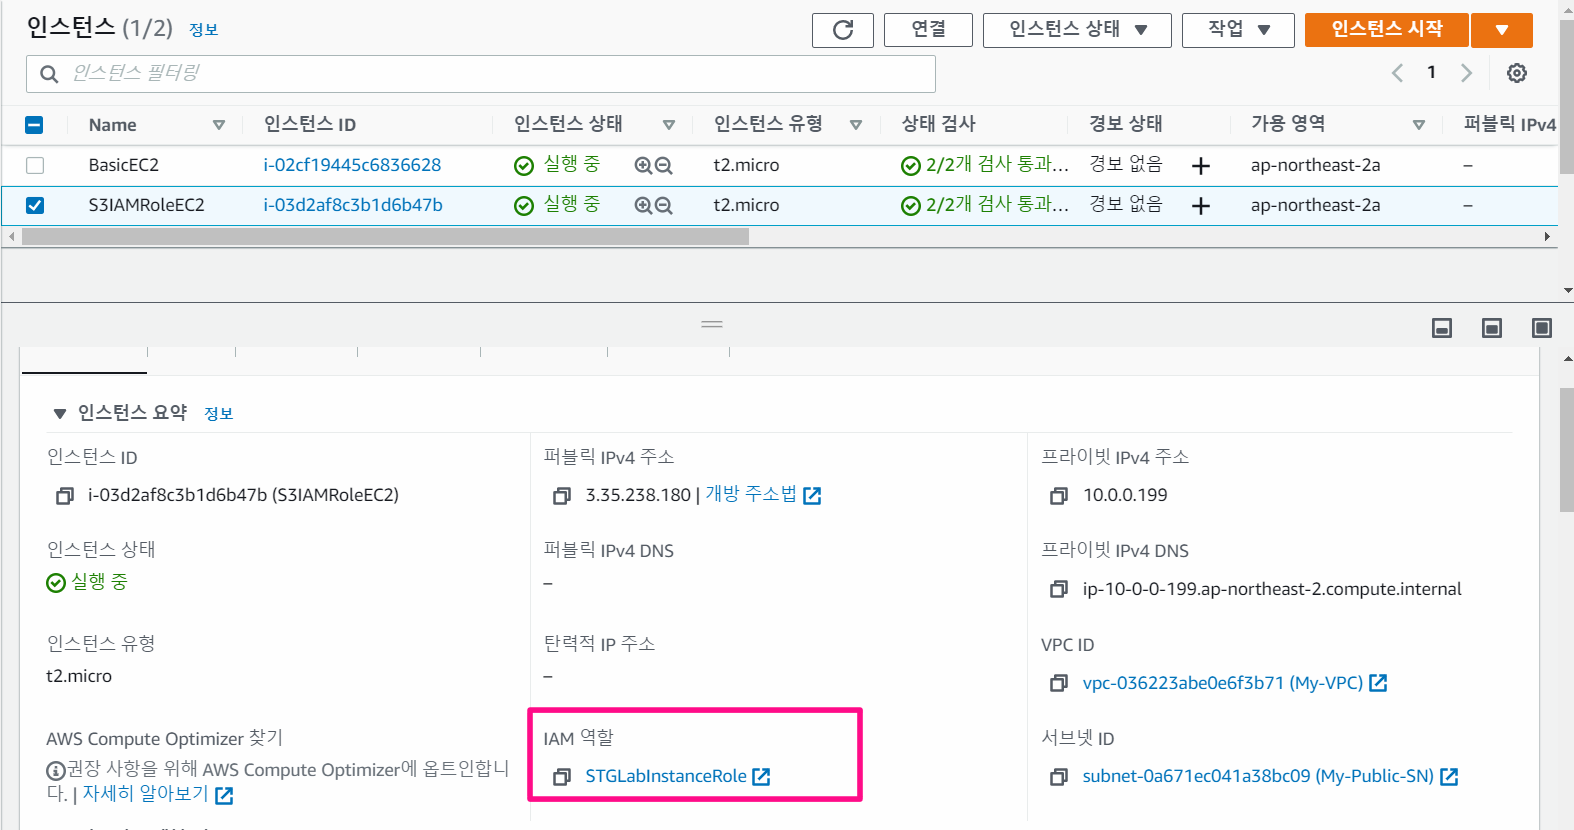 인스턴스 (1/2) 정보 연결 인스턴스 상태 작업 인스턴스 시작
인스턴스 필터링 1
Name 인스턴스 ID 인스턴스 상태 인스턴스 유형 상태 검사 경보 상태 가용 영역 퍼블릭 IPv4
BasicEC2 i-02cf19445c6836628 실행 중 t2.micro 2/2개 검사 통과... 경보 없음 + ap-northeast-2a –
S3IAMRoleEC2 i-03d2af8c3b1d6b47b 실행 중 t2.micro 2/2개 검사 통과... 경보 없음 + ap-northeast-2a –
인스턴스 요약 정보
인스턴스 ID 퍼블릭 IPv4 주소 프라이빗 IPv4 주소
i-03d2af8c3b1d6b47b (S3IAMRoleEC2) 3.35.238.180 | 개방 주소법 10.0.0.199
인스턴스 상태 퍼블릭 IPv4 DNS 프라이빗 IPv4 DNS
실행 중 – ip-10-0-0-199.ap-northeast-2.compute.internal
인스턴스 유형 탄력적 IP 주소 VPC ID
t2.micro – vpc-036223abe0e6f3b71 (My-VPC)
AWS Compute Optimizer 찾기 IAM 역할 서브넷 ID
권장 사항을 위해 AWS Compute Optimizer에 옵트인합니 STGLabInstanceRole subnet-0a671ec041a38bc09 (My-Public-SN)
다. | 자세히 알아보기